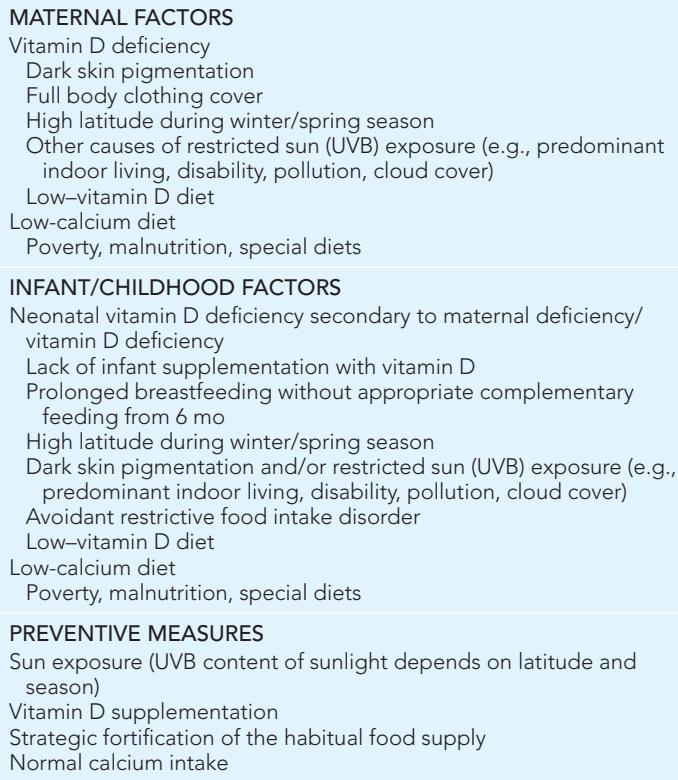 MATERNAL FACTORS
Vitamin D deficiency
Dark skin pigmentation
Full body clothing cover
High latitude during winter/spring season
Other causes of restricted sun (UVB) exposure (e.g., predominant
indoor living, disability, pollution, cloud cover)
Low–vitamin D diet
Low-calcium diet
Poverty, malnutrition, special diets
INFANT/CHILDHOOD FACTORS
Neonatal vitamin D deficiency secondary to maternal deficiency/
vitamin D deficiency
Lack of infant supplementation with vitamin D
Prolonged breastfeeding without appropriate complementary
feeding from 6 mo
High latitude during winter/spring season
Dark skin pigmentation and/or restricted sun (UVB) exposure (e.g.,
predominant indoor living, disability, pollution, cloud cover)
Avoidant restrictive food intake disorder
Low–vitamin D diet
Low-calcium diet
Poverty, malnutrition, special diets
PREVENTIVE MEASURES
Sun exposure (UVB content of sunlight depends on latitude and
season)
Vitamin D supplementation
Strategic fortification of the habitual food supply
Normal calcium intake